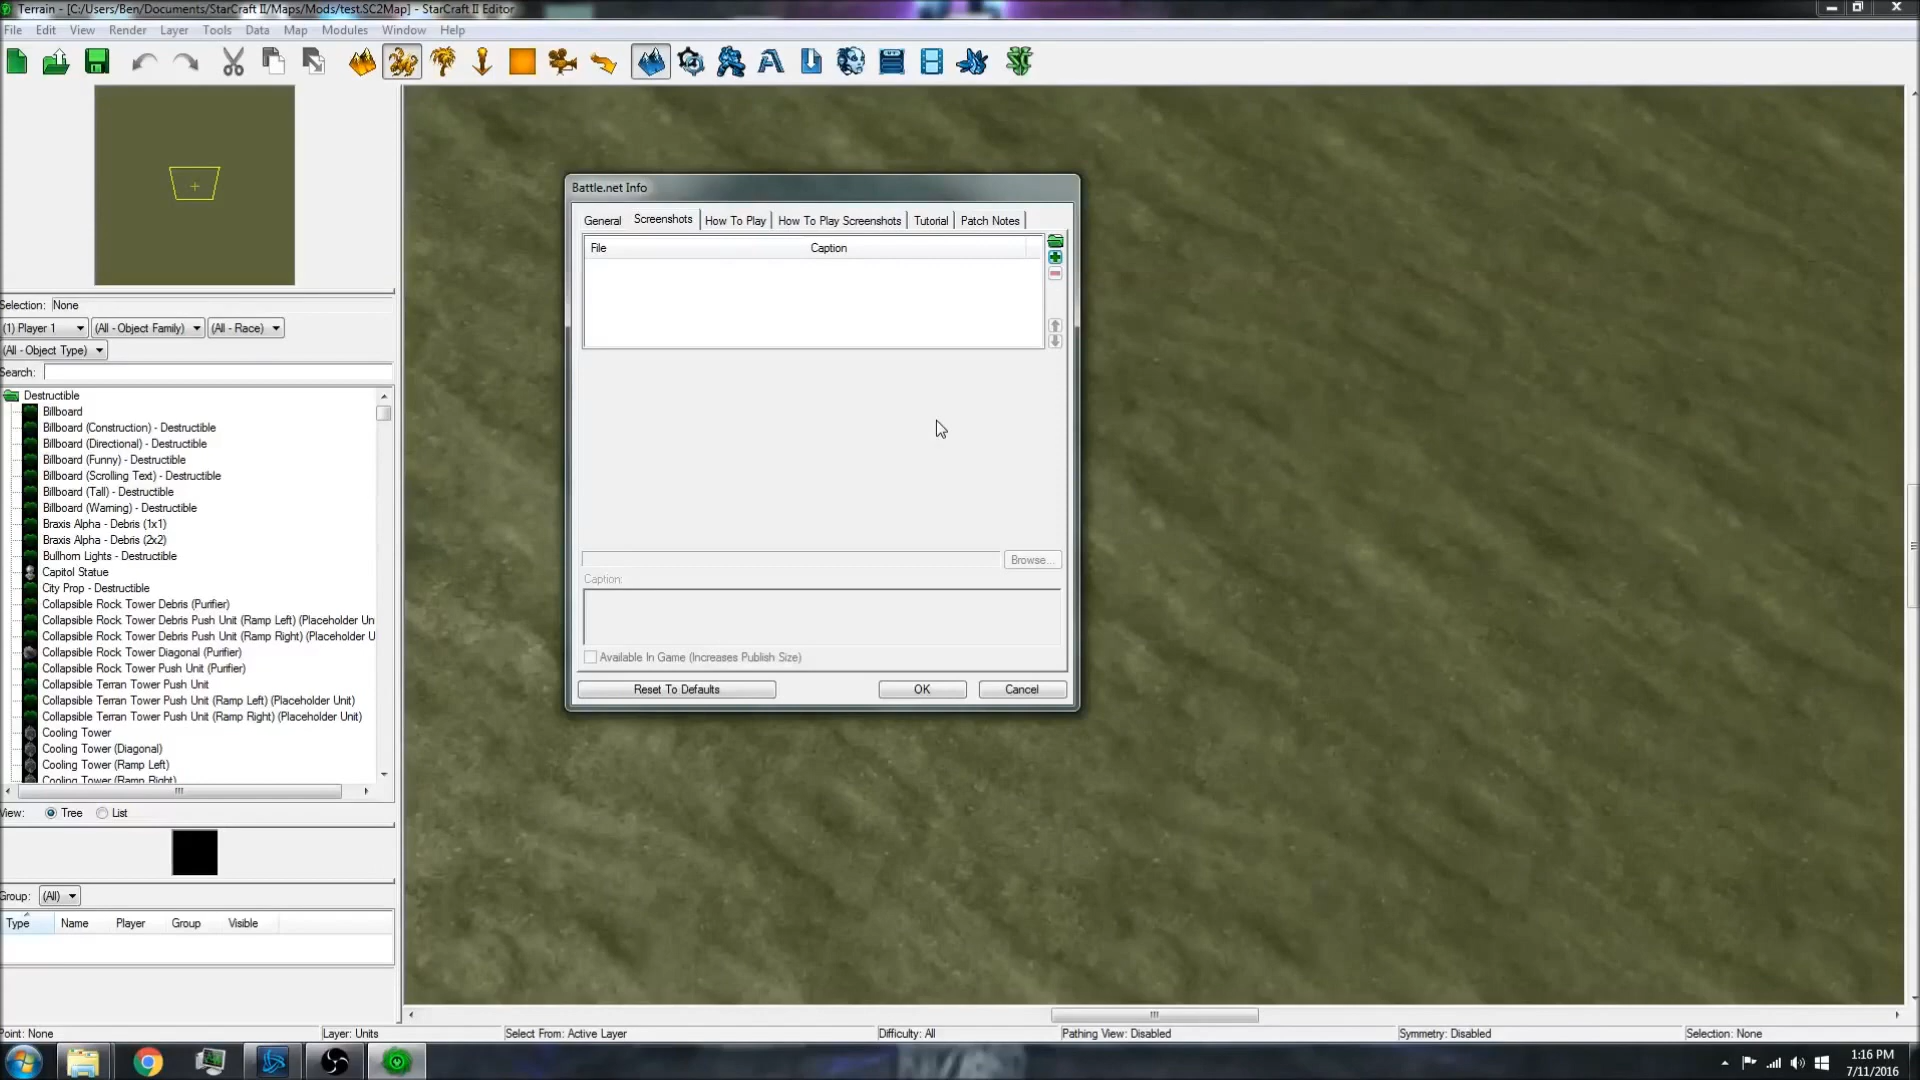 Terrain - [C:/Users/Ben/Documents/StarCraft II/Maps/Mods/test.SC2Map] - StarCraft II Editor
File Edit View Render Layer Tools Data Map Modules Window Help
Battle.net Info
General Screenshots How To Play How To Play Screenshots Tutorial Patch Notes
File Caption
Selection: None
(1) Player 1 (All - Object Family) (All - Race)
(All - Object Type)
Search:
Destructible
Billboard
Billboard (Construction) - Destructible
Billboard (Directional) - Destructible
Billboard (Funny) - Destructible
Billboard (Scrolling Text) - Destructible
Billboard (Tall) - Destructible
Billboard (Warning) - Destructible
Braxis Alpha - Debris (1x1)
Braxis Alpha - Debris (2x2)
Bullhorn Lights - Destructible
Capitol Statue
City Prop - Destructible
Collapsible Rock Tower Debris (Purifier)
Collapsible Rock Tower Debris Push Unit (Ramp Left) (Placeholder Un
Collapsible Rock Tower Debris Push Unit (Ramp Right) (Placeholder U
Collapsible Rock Tower Diagonal (Purifier)
Collapsible Rock Tower Push Unit (Purifier)
Collapsible Terran Tower Push Unit
Collapsible Terran Tower Push Unit (Ramp Left) (Placeholder Unit)
Collapsible Terran Tower Push Unit (Ramp Right) (Placeholder Unit)
Cooling Tower
Cooling Tower (Diagonal)
Cooling Tower (Ramp Left)
Cooling Tower (Ramp Right)
Browse...
Caption:
Available In Game (Increases Publish Size)
Reset To Defaults OK Cancel
View: Tree List
Group: (All)
Type Name Player Group Visible
Point: None Layer: Units Select From: Active Layer Difficulty: All Pathing View: Disabled Symmetry: Disabled Selection: None
1:16 PM
7/11/2016